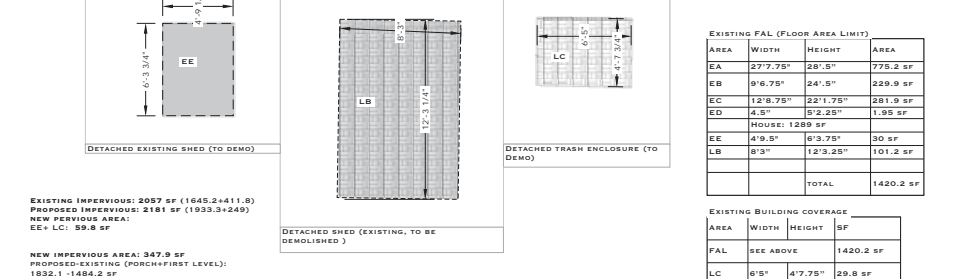 4'-9 1
6'-3 3/4"
EE
DETACHED EXISTING SHED (TO DEMO)
8'-3"
LB
12'-3 1/4"
DETACHED SHED (EXISTING, TO BE
DEMOLISHED )
6'-5"
LC
4'-7 3/4"
DETACHED TRASH ENCLOSURE (TO
DEMO)
EXISTING IMPERVIOUS: 2057 SF (1645.2+411.8)
PROPOSED IMPERVIOUS: 2181 SF (1933.3+249)
NEW PERVIOUS AREA:
EE+ LC: 59.8 SF
NEW IMPERVIOUS AREA: 347.9 SF
PROPOSED-EXISTING (PORCH+FIRST LEVEL):
1832.1 -1484.2 SF
EXISTING FAL (FLOOR AREA LIMIT)
AREA WIDTH HEIGHT AREA
EA 27'7.75" 28'.5" 775.2 SF
EB 9'6.75" 24'.5" 229.9 SF
EC 12'8.75" 22'1.75" 281.9 SF
ED 4.5" 5'2.25" 1.95 SF
HOUSE: 1289 SF
EE 4'9.5" 6'3.75" 30 SF
LB 8'3" 12'3.25" 101.2 SF
TOTAL 1420.2 SF
EXISTING BUILDING COVERAGE
AREA WIDTH HEIGHT SF
FAL SEE ABOVE 1420.2 SF
LC 6'5" 4'7.75" 29.8 SF